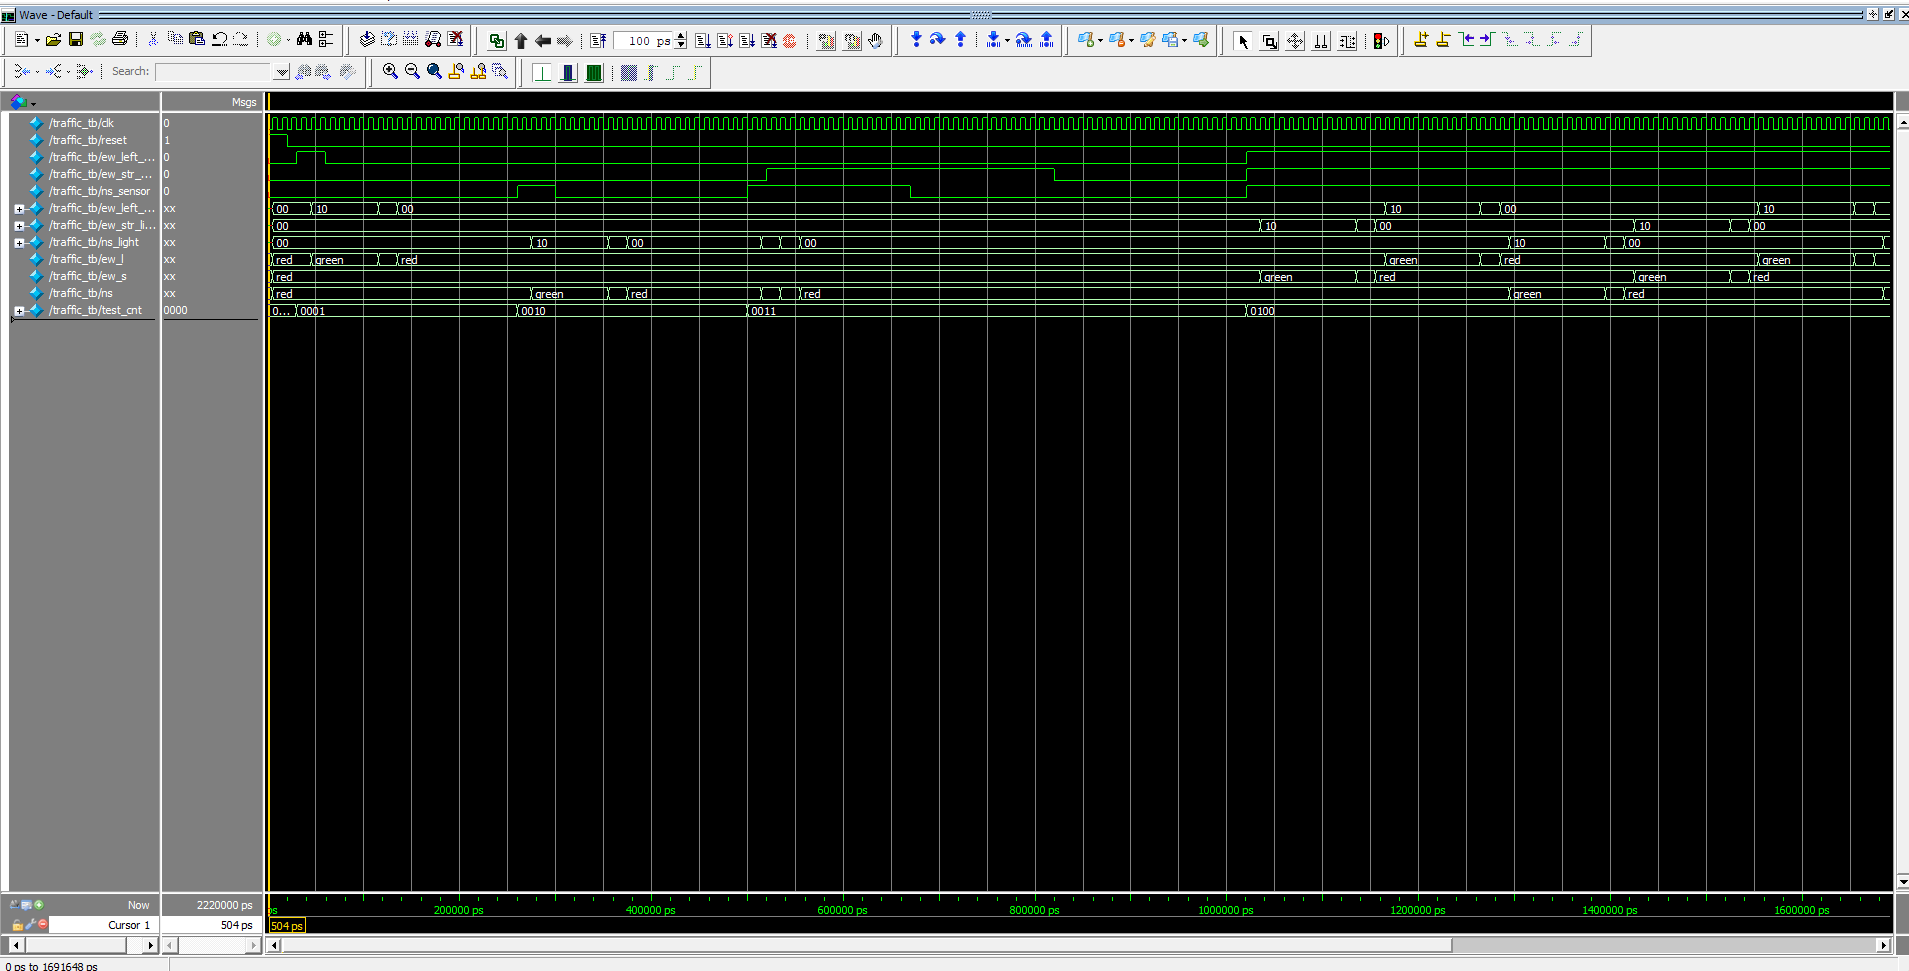 Wave - Default
100 ps
Search:
Msgs
/traffic_tb/clk 0
/traffic_tb/reset 1
/traffic_tb/ew_left_... 0
/traffic_tb/ew_str_... 0
/traffic_tb/ns_sensor 0
/traffic_tb/ew_left_... xx 00 10 00 10 00 10
/traffic_tb/ew_str_li... xx 00 10 00 10 00
/traffic_tb/ns_light xx 00 10 00 00 10 00
/traffic_tb/ew_l xx red green red green red green
/traffic_tb/ew_s xx red green red green red
/traffic_tb/ns xx red green red red green red
/traffic_tb/test_cnt 0000 0... 0001 0010 0011 0100
Now 2220000 ps ps 200000 ps 400000 ps 600000 ps 800000 ps 1000000 ps 1200000 ps 1400000 ps 1600000 ps
Cursor 1 504 ps 504 ps
0 ps to 1691648 ps